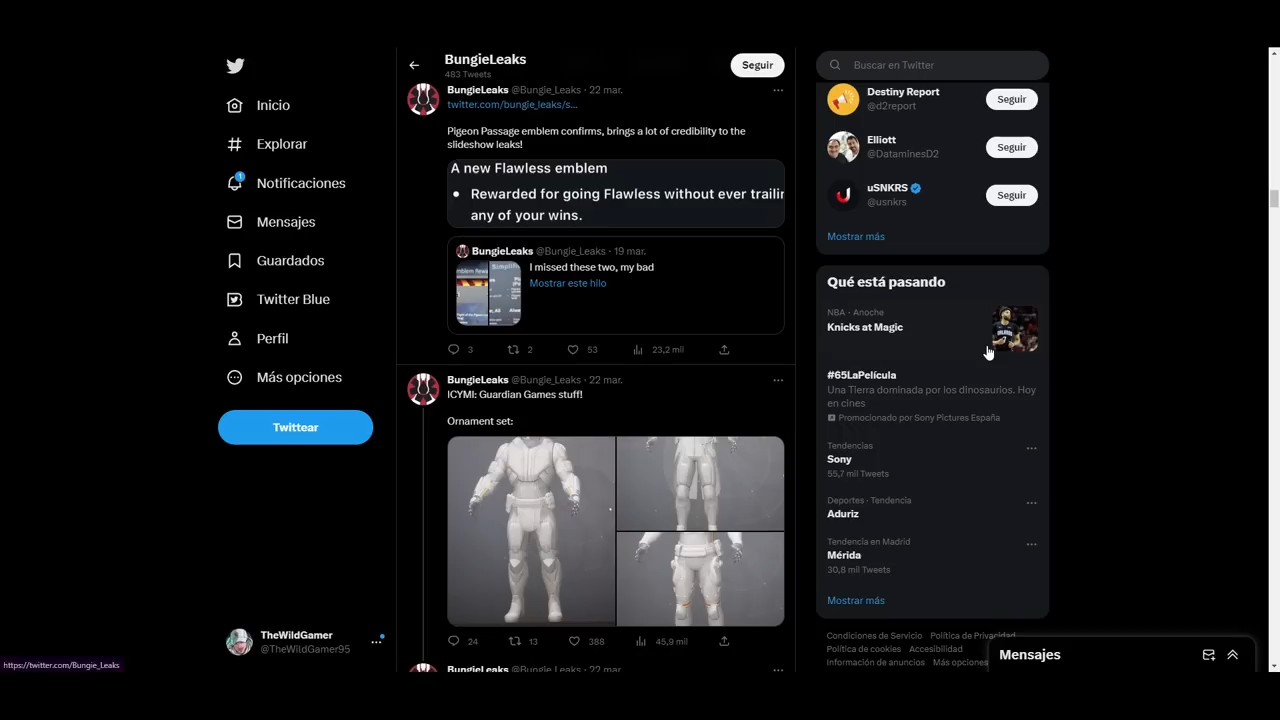 Inicio
Explorar
1
Notificaciones
Mensajes
Guardados
Twitter Blue
Perfil
Más opciones
Twittear
TheWildGamer
@TheWildGamer95
https://twitter.com/Bungie_Leaks
BungieLeaks
483 Tweets
Seguir
BungieLeaks @Bungie_Leaks · 22 mar.
twitter.com/bungie_leaks/s...
Pigeon Passage emblem confirms, brings a lot of credibility to the
slideshow leaks!
A new Flawless emblem
• Rewarded for going Flawless without ever trailin
any of your wins.
BungieLeaks @Bungie_Leaks · 19 mar.
I missed these two, my bad
Mostrar este hilo
3 2 53 23,2 mil
BungieLeaks @Bungie_Leaks · 22 mar.
ICYMI: Guardian Games stuff!
Ornament set:
24 13 388 45,9 mil
BungieLeaks @Bungie_Leaks · 22 mar.
Buscar en Twitter
Destiny Report
@d2report
Seguir
Elliott
@DataminesD2
Seguir
uSNKRS
@usnkrs
Seguir
Mostrar más
Qué está pasando
NBA · Anoche
Knicks at Magic
#65LaPelícula
Una Tierra dominada por los dinosaurios. Hoy
en cines
Promocionado por Sony Pictures España
Tendencias
Sony
55,7 mil Tweets
Deportes · Tendencia
Aduriz
Tendencia en Madrid
Mérida
30,8 mil Tweets
Mostrar más
Condiciones de Servicio Política de Privacidad
Política de cookies Accesibilidad
Información de anuncios Más opciones
Mensajes